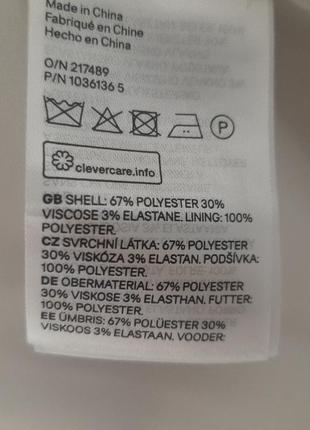 Made in China
Fabriqué en Chine
Hecho en China
O/N 217489
P/N 1036136 5
P
clevercare.info
GB SHELL: 67% POLYESTER 30%
VISCOSE 3% ELASTANE. LINING: 100%
POLYESTER.
CZ SVRCHNÍ LÁTKA: 67% POLYESTER
30% VISKÓZA 3% ELASTAN. PODŠÍVKA:
100% POLYESTER.
DE OBERMATERIAL: 67% POLYESTER
30% VISKOSE 3% ELASTHAN. FUTTER:
100% POLYESTER.
EE ÜMBRIS: 67% POLÜESTER 30%
VISKOOS 3% ELASTAAN. VOODER: